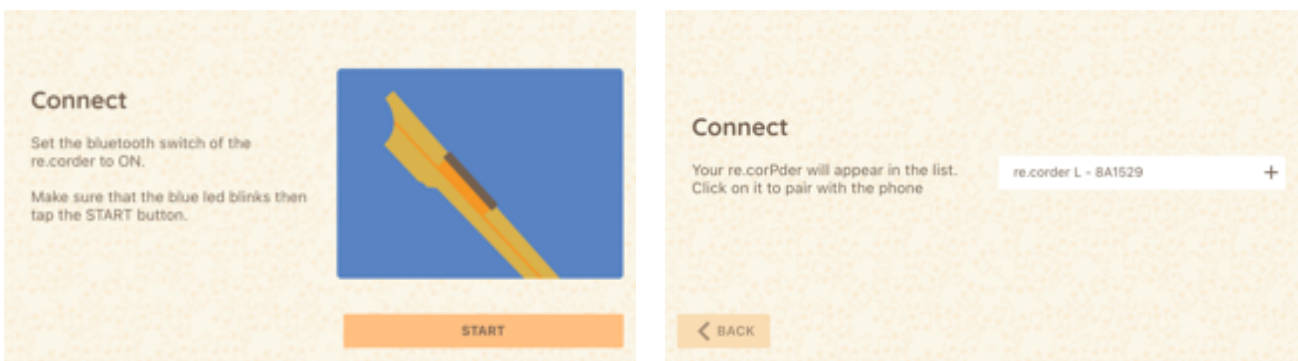 Connect
Set the bluetooth switch of the
re.corder to ON.
Make sure that the blue led blinks then
tap the START button.
START
Connect
Your re.corPder will appear in the list.
Click on it to pair with the phone
re.corder L - 8A1529 +
BACK